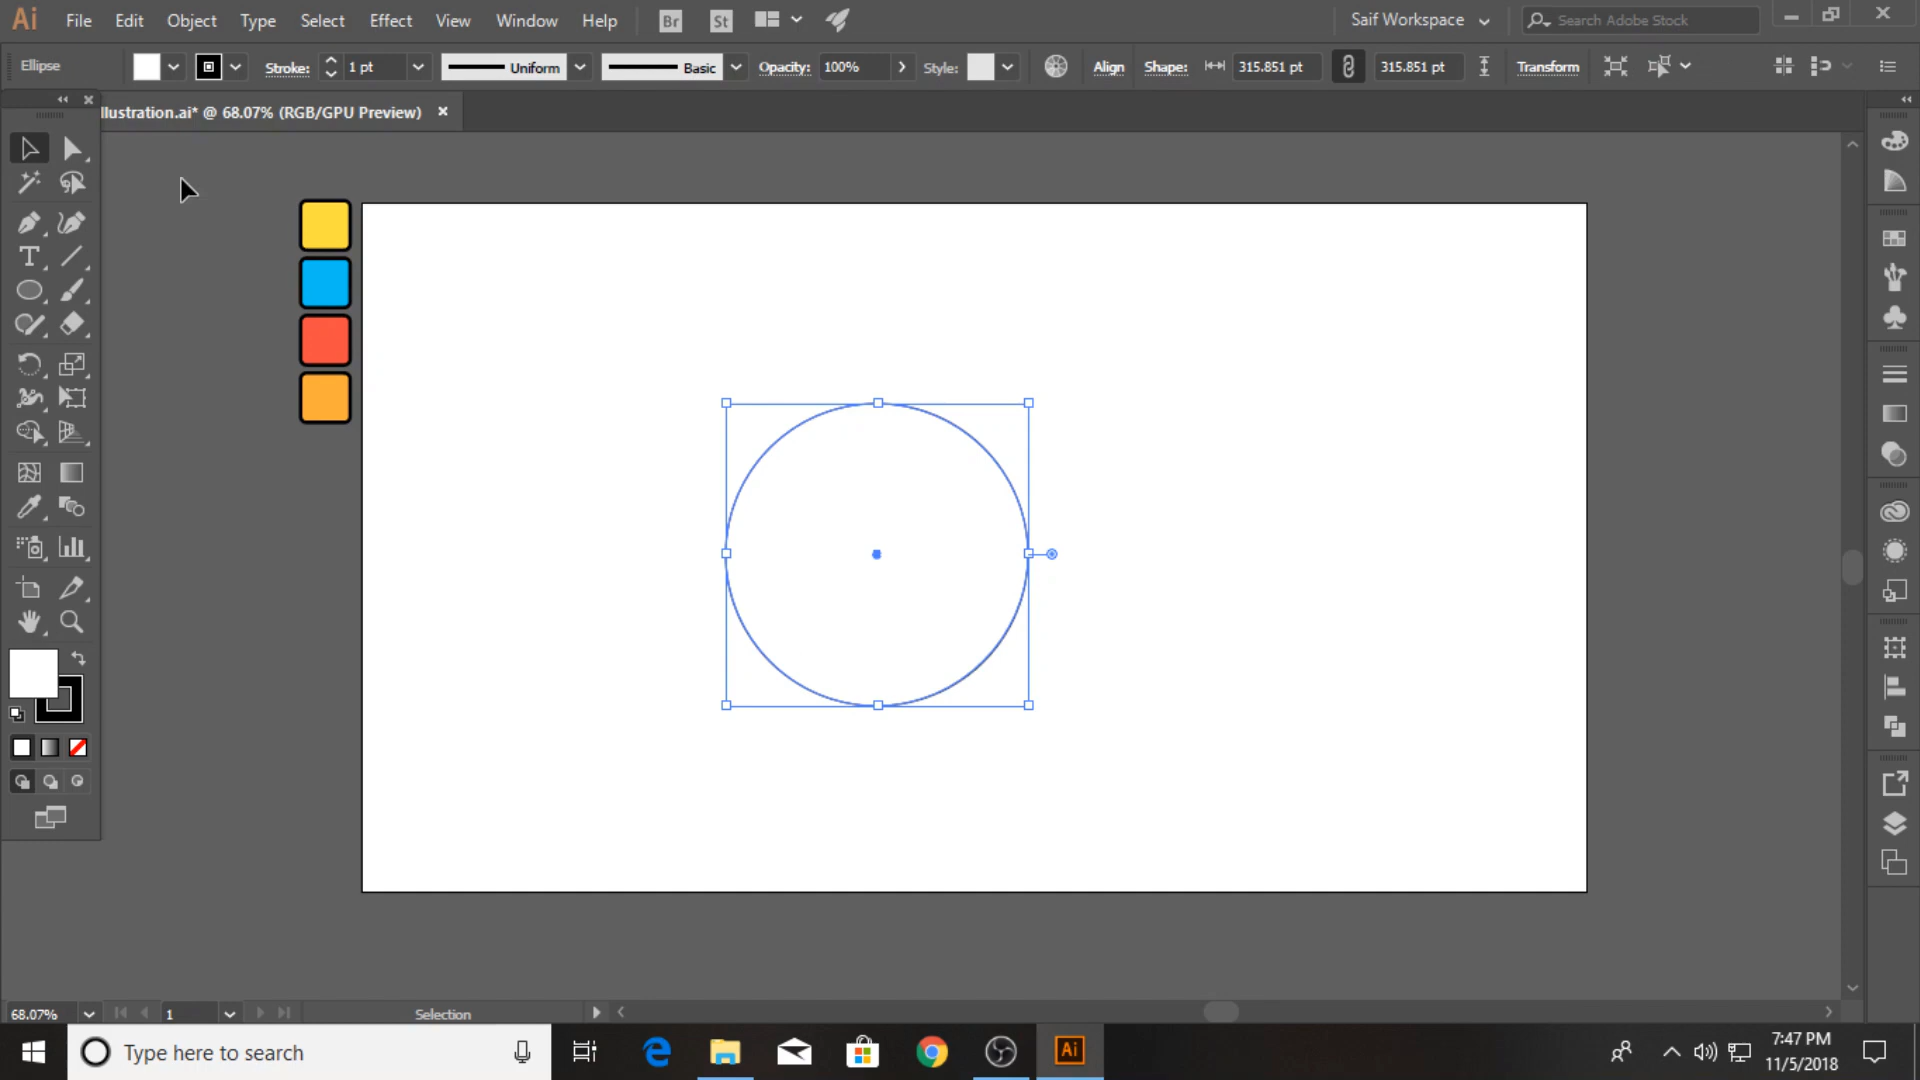 Ai File Edit Object Type Select Effect View Window Help Br St Saif Workspace Search Adobe Stock
Ellipse Stroke: 1 pt Uniform Basic Opacity: 100% Style: Align Shape: 315.851 pt 315.851 pt Transform
llustration.ai* @ 68.07% (RGB/GPU Preview)
T
68.07% 1 Selection
Type here to search Ai
7:47 PM
11/5/2018